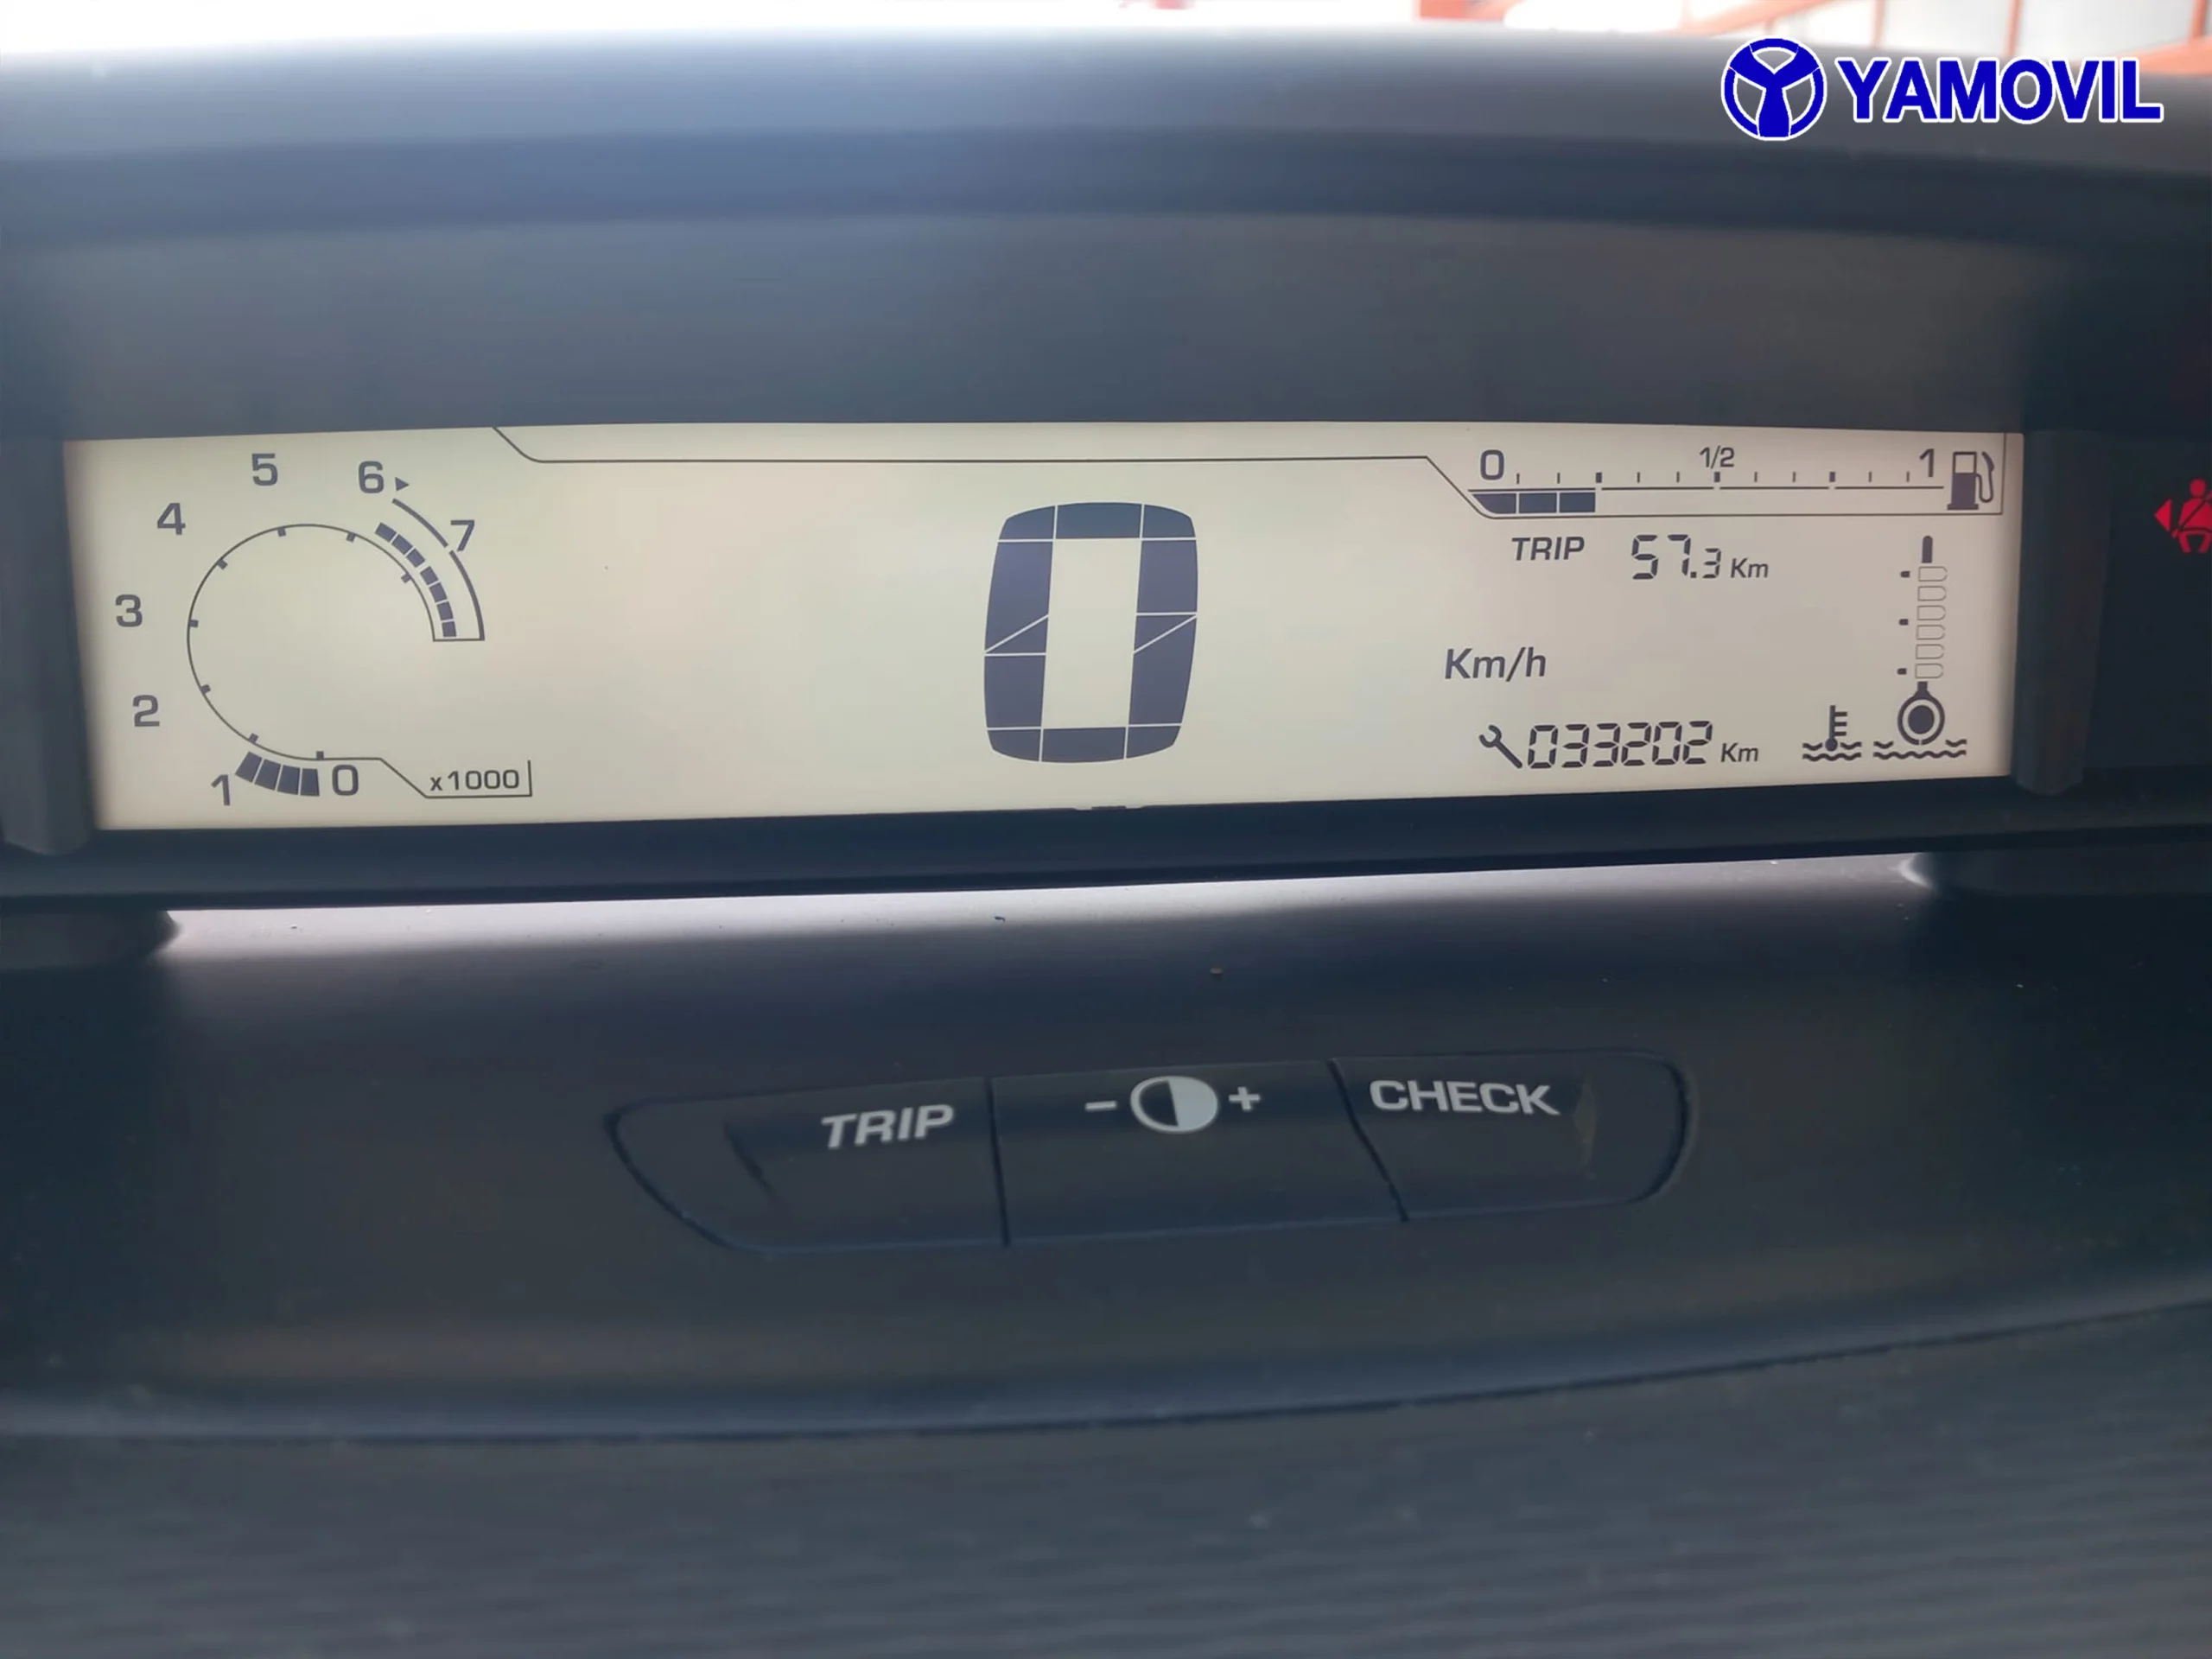 YAMOVIL
5 6
4 7
3
2
1 0 x1000
0
0 1/2 1
TRIP 57.3 Km
Km/h
033202 Km
TRIP - + CHECK